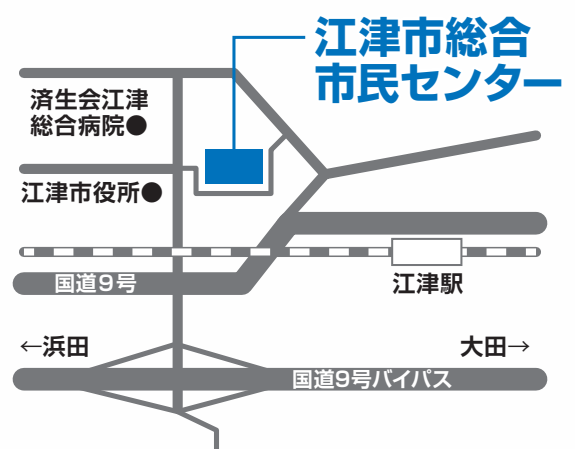 江津市総合
市民センター
済生会江津
総合病院●
江津市役所●
国道9号
江津駅
←浜田
大田→
国道9号バイパス